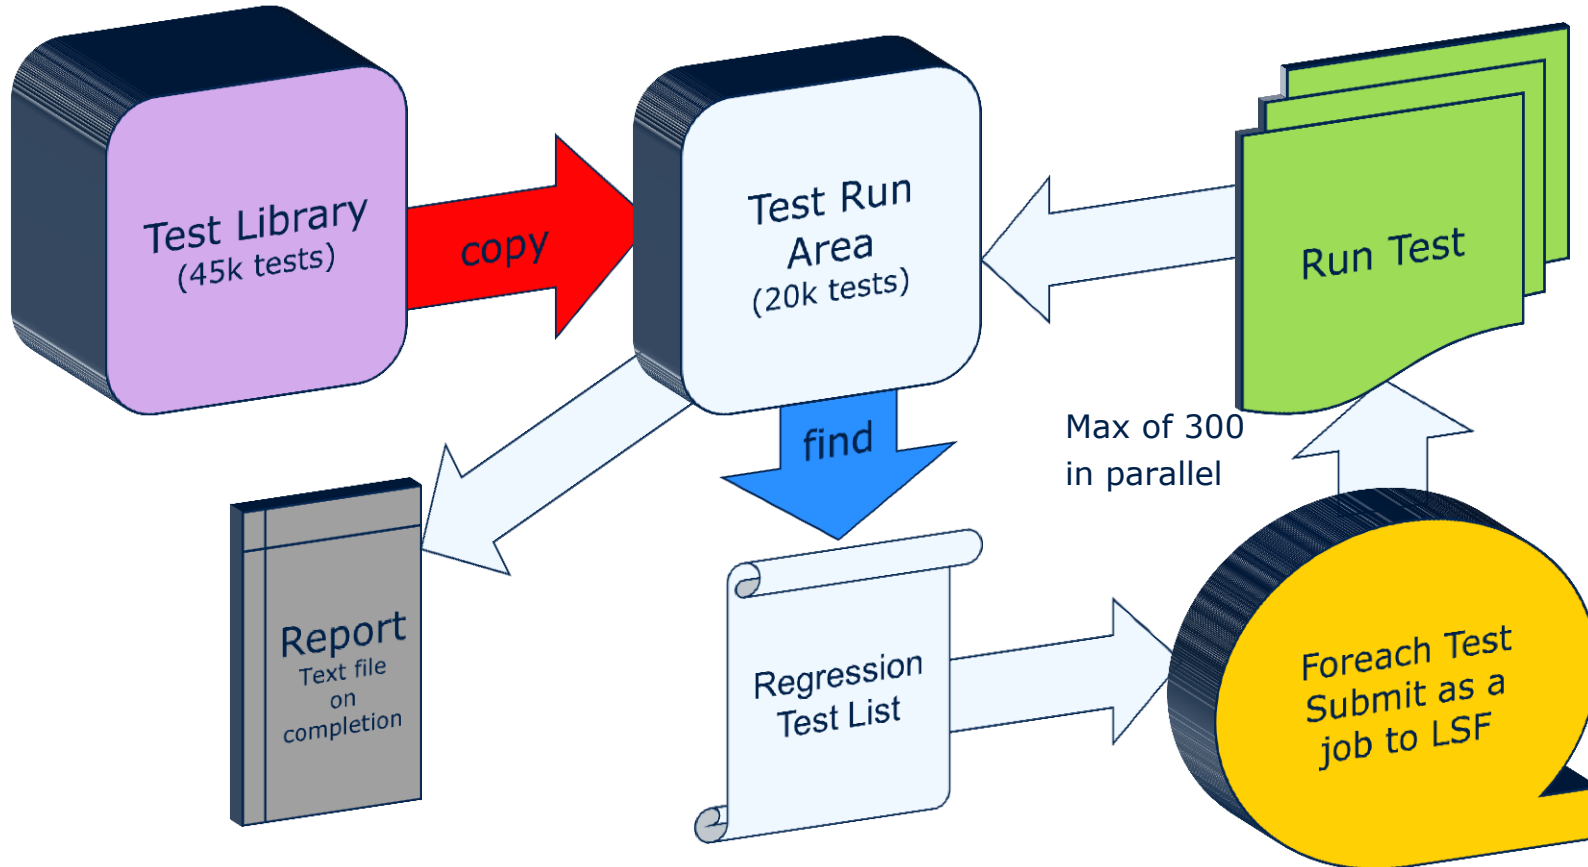 Test Library
(45k tests)
copy
Test Run
Area
(20k tests)
Run Test
find
Max of 300
in parallel
Report
Text file
on
completion
Regression
Test List
Foreach Test
Submit as a
job to LSF